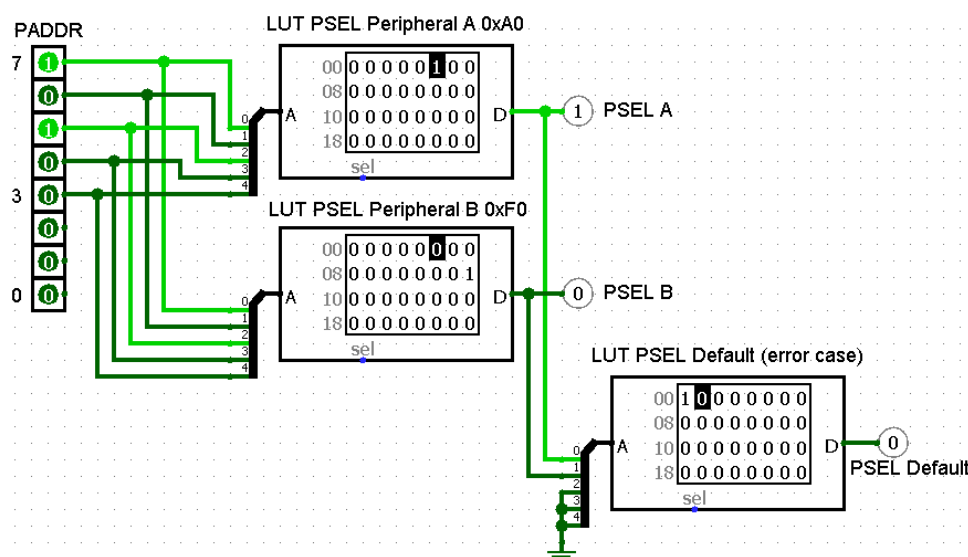 LUT PSEL Peripheral A 0xA0
PADDR
7
1
0
1
0
3
0
0
0
0
0
0
1
2
3
4
A
00 0 0 0 0 0 1 0 0
08 0 0 0 0 0 0 0 0
10 0 0 0 0 0 0 0 0
18 0 0 0 0 0 0 0 0
sel
D
1
PSEL A
LUT PSEL Peripheral B 0xF0
0
1
2
3
4
A
00 0 0 0 0 0 0 0 0
08 0 0 0 0 0 0 0 1
10 0 0 0 0 0 0 0 0
18 0 0 0 0 0 0 0 0
sel
D
0
PSEL B
LUT PSEL Default (error case)
0
1
2
3
4
A
00 1 0 0 0 0 0 0 0
08 0 0 0 0 0 0 0 0
10 0 0 0 0 0 0 0 0
18 0 0 0 0 0 0 0 0
sel
D
0
PSEL Default